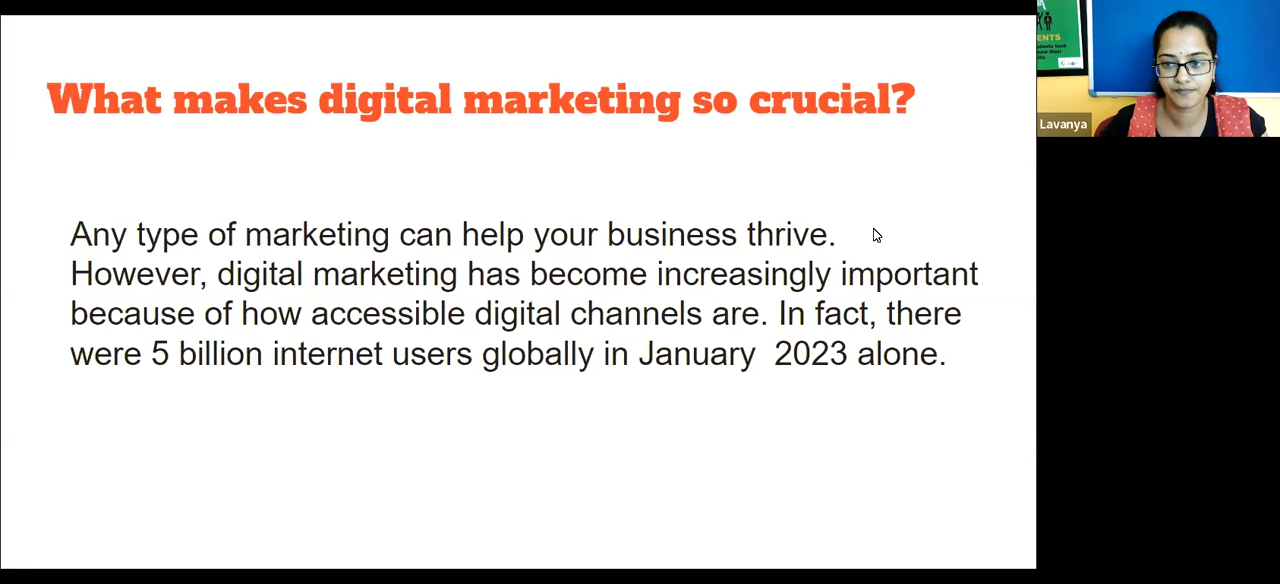 What makes digital marketing so crucial?
Any type of marketing can help your business thrive.
However, digital marketing has become increasingly important
because of how accessible digital channels are. In fact, there
were 5 billion internet users globally in January  2023 alone.
ENTS
Lavanya